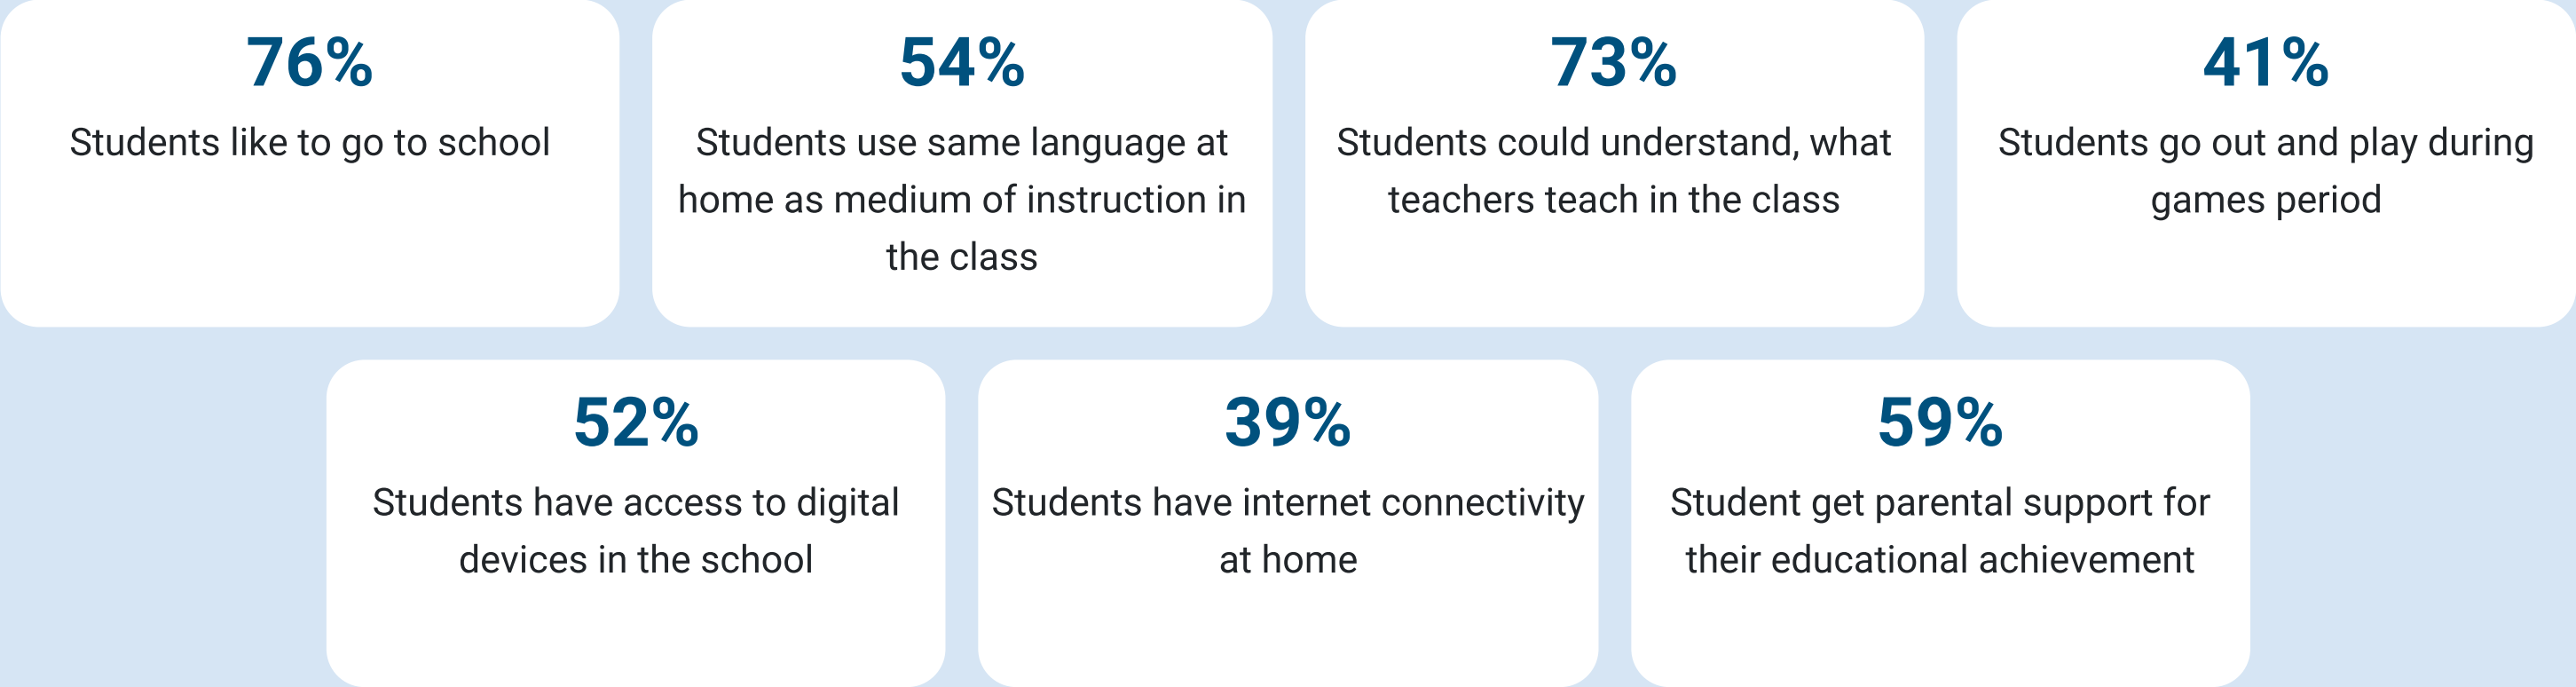 76%
Students like to go to school
54%
Students use same language at
home as medium of instruction in
the class
73%
Students could understand, what
teachers teach in the class
41%
Students go out and play during
games period
52%
Students have access to digital
devices in the school
39%
Students have internet connectivity
at home
59%
Student get parental support for
their educational achievement